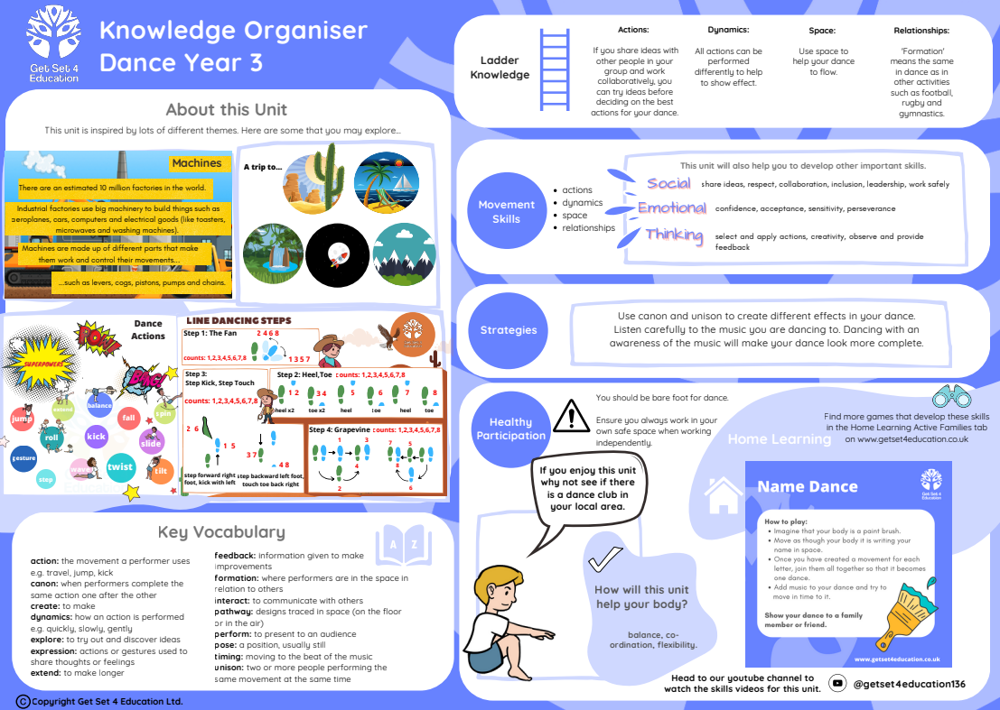 Get Set 4
Education
Knowledge Organiser
Dance Year 3
About this Unit
This unit is inspired by lots of different themes. Here are some that you may explore...
Machines
There are an estimated 10 million factories in the world.
Industrial factories use big machinery to build things such as
aeroplanes, cars, computers and electrical goods (like toasters,
microwaves and washing machines).
Machines are made up of different parts that make
them work and control their movements...
...such as levers, cogs, pistons, pumps and chains.
A trip to...
Dance
Actions
POW!
SUPERPOWERS
BANG!
jump
extend
balance
fall
spin
roll
kick
slide
gesture
wave
twist
tilt
step
LINE DANCING STEPS
Step 1: The Fan
2 4 6 8
counts: 1,2,3,4,5,6,7,8
1 3 5 7
Step 3:
Step Kick, Step Touch
counts: 1,2,3,4,5,6,7,8
2 6
1 5
3 7
4 8
step forward right
foot, kick with left
step backward left foot,
touch toe back right
Step 2: Heel,Toe counts: 1,2,3,4,5,6,7,8
1 2
3 4
5
6
7
8
heel x2
toe x2
heel
toe
heel
toe
Step 4: Grapevine counts: 1,2,3,4,5,6,7,8
1
3
4
2
7
5
8
6
Key Vocabulary
A Z
action: the movement a performer uses
e.g. travel, jump, kick
canon: when performers complete the
same action one after the other
create: to make
dynamics: how an action is performed
e.g. quickly, slowly, gently
explore: to try out and discover ideas
expression: actions or gestures used to
share thoughts or feelings
extend: to make longer
feedback: information given to make
improvements
formation: where performers are in the space in
relation to others
interact: to communicate with others
pathway: designs traced in space (on the floor
or in the air)
perform: to present to an audience
pose: a position, usually still
timing: moving to the beat of the music
unison: two or more people performing the
same movement at the same time
© Copyright Get Set 4 Education Ltd.
Ladder
Knowledge
Actions:
If you share ideas with
other people in your
group and work
collaboratively, you
can try ideas before
deciding on the best
actions for your dance.
Dynamics:
All actions can be
performed
differently to help
to show effect.
Space:
Use space to
help your dance
to flow.
Relationships:
'Formation'
means the same
in dance as in
other activities
such as football,
rugby and
gymnastics.
Movement
Skills
• actions
• dynamics
• space
• relationships
This unit will also help you to develop other important skills.
Social share ideas, respect, collaboration, inclusion, leadership, work safely
Emotional confidence, acceptance, sensitivity, perseverance
Thinking select and apply actions, creativity, observe and provide
feedback
Strategies
Use canon and unison to create different effects in your dance.
Listen carefully to the music you are dancing to. Dancing with an
awareness of the music will make your dance look more complete.
Healthy
Participation
You should be bare foot for dance.
Ensure you always work in your
own safe space when working
independently.
If you enjoy this unit
why not see if there
is a dance club in
your local area.
How will this unit
help your body?
balance, co-
ordination, flexibility.
Home Learning
Find more games that develop these skills
in the Home Learning Active Families tab
on www.getset4education.co.uk
Name Dance
Get Set 4
Education
How to play:
• Imagine that your body is a paint brush.
• Move as though your body it is writing your
name in space.
• Once you have created a movement for each
letter, join them all together so that it becomes
one dance.
• Add music to your dance and try to
move in time to it.
Show your dance to a family
member or friend.
www.getset4education.co.uk
Head to our youtube channel to
watch the skills videos for this unit.
@getset4education136